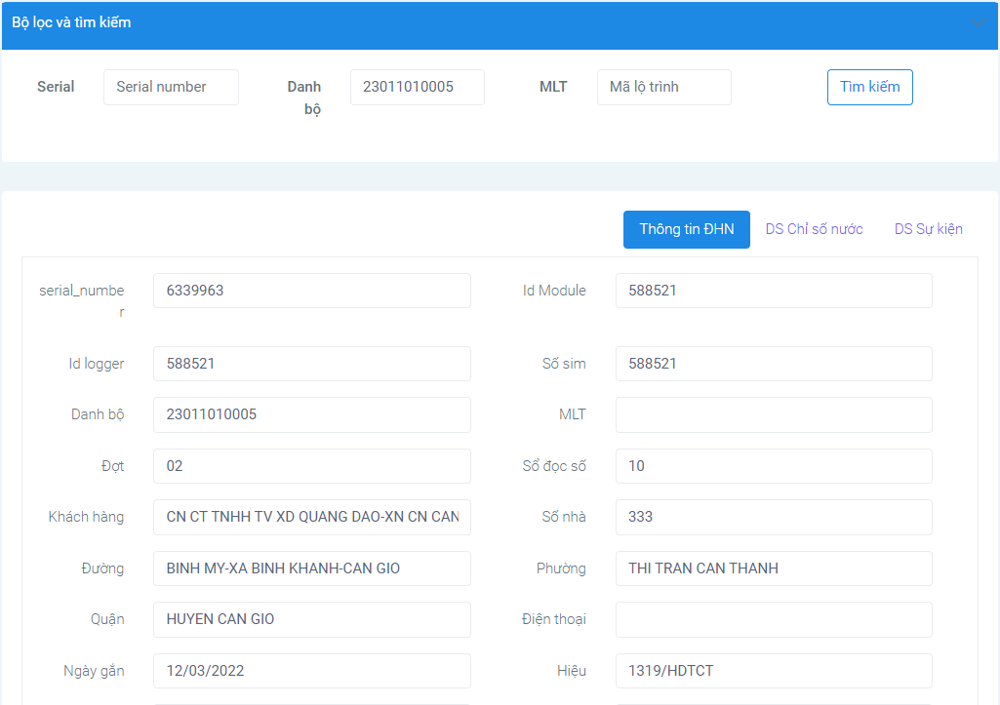 Bộ lọc và tìm kiếm
Serial
Serial number
Danh
bộ
23011010005
MLT
Mã lộ trình
Tìm kiếm
Thông tin ĐHN
DS Chỉ số nước
DS Sự kiện
serial_numbe
r
6339963
Id Module
588521
Id logger
588521
Số sim
588521
Danh bộ
23011010005
MLT
Đợt
02
Sổ đọc số
10
Khách hàng
CN CT TNHH TV XD QUANG DAO-XN CN CAN
Số nhà
333
Đường
BINH MY-XA BINH KHANH-CAN GIO
Phường
THI TRAN CAN THANH
Quận
HUYEN CAN GIO
Điện thoại
Ngày gắn
12/03/2022
Hiệu
1319/HDTCT